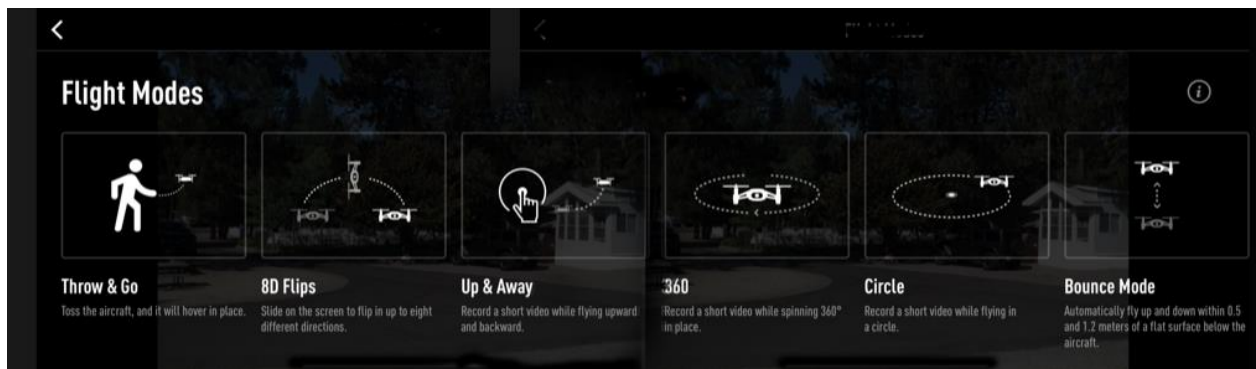 Flight Modes
Throw & Go
Toss the aircraft, and it will hover in place.
8D Flips
Slide on the screen to flip in up to eight
different directions.
Up & Away
Record a short video while flying upward
and backward.
360
Record a short video while spinning 360°
in place.
Circle
Record a short video while flying in
a circle.
Bounce Mode
Automatically fly up and down within 0.5
and 1.2 meters of a flat surface below the
aircraft.